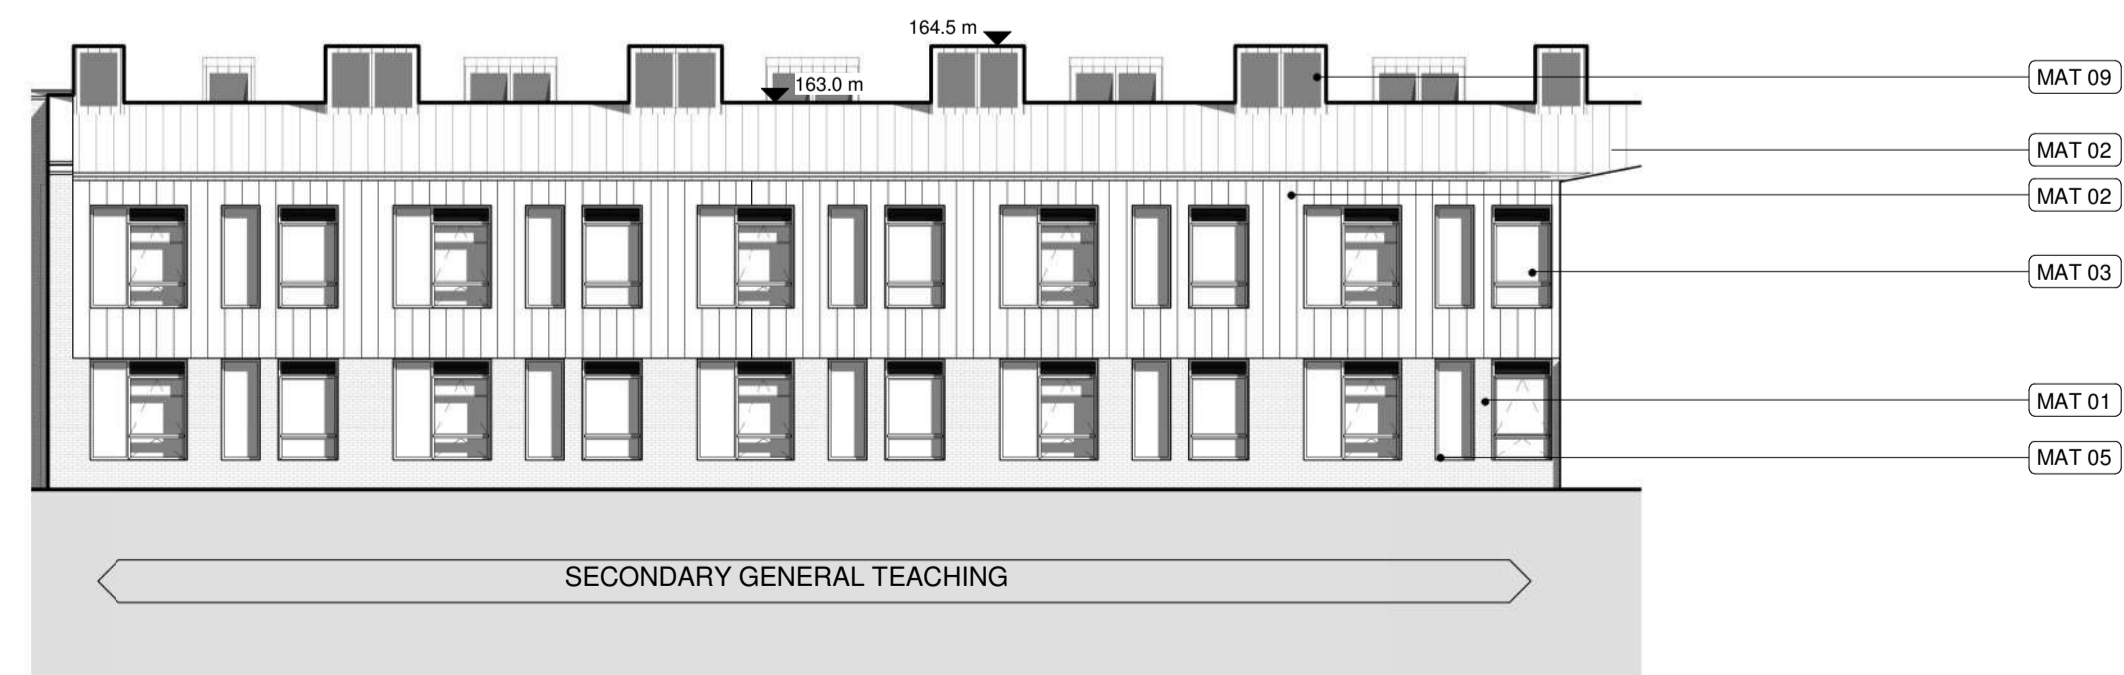 164.5 m
163.0 m
MAT 09
MAT 02
MAT 02
MAT 03
MAT 01
MAT 05
SECONDARY GENERAL TEACHING